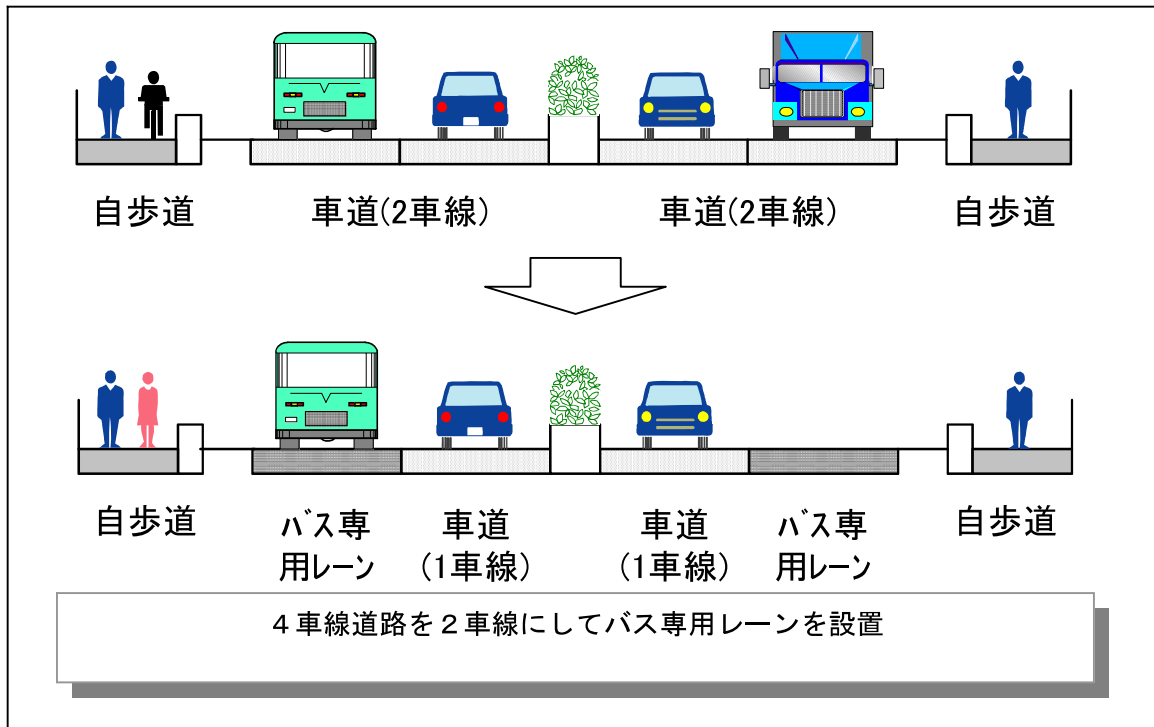 自歩道 車道(2車線) 車道(2車線) 自歩道
自歩道 バス専用レーン 車道(1車線) 車道(1車線) バス専用レーン 自歩道
4車線道路を2車線にしてバス専用レーンを設置